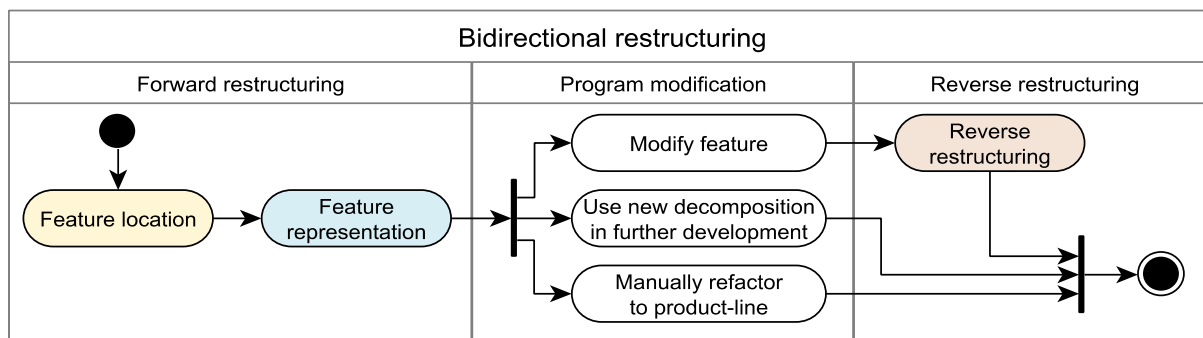 Bidirectional restructuring
Forward restructuring
Program modification
Reverse restructuring
Feature location
Feature
representation
Modify feature
Use new decomposition
in further development
Manually refactor
to product-line
Reverse
restructuring